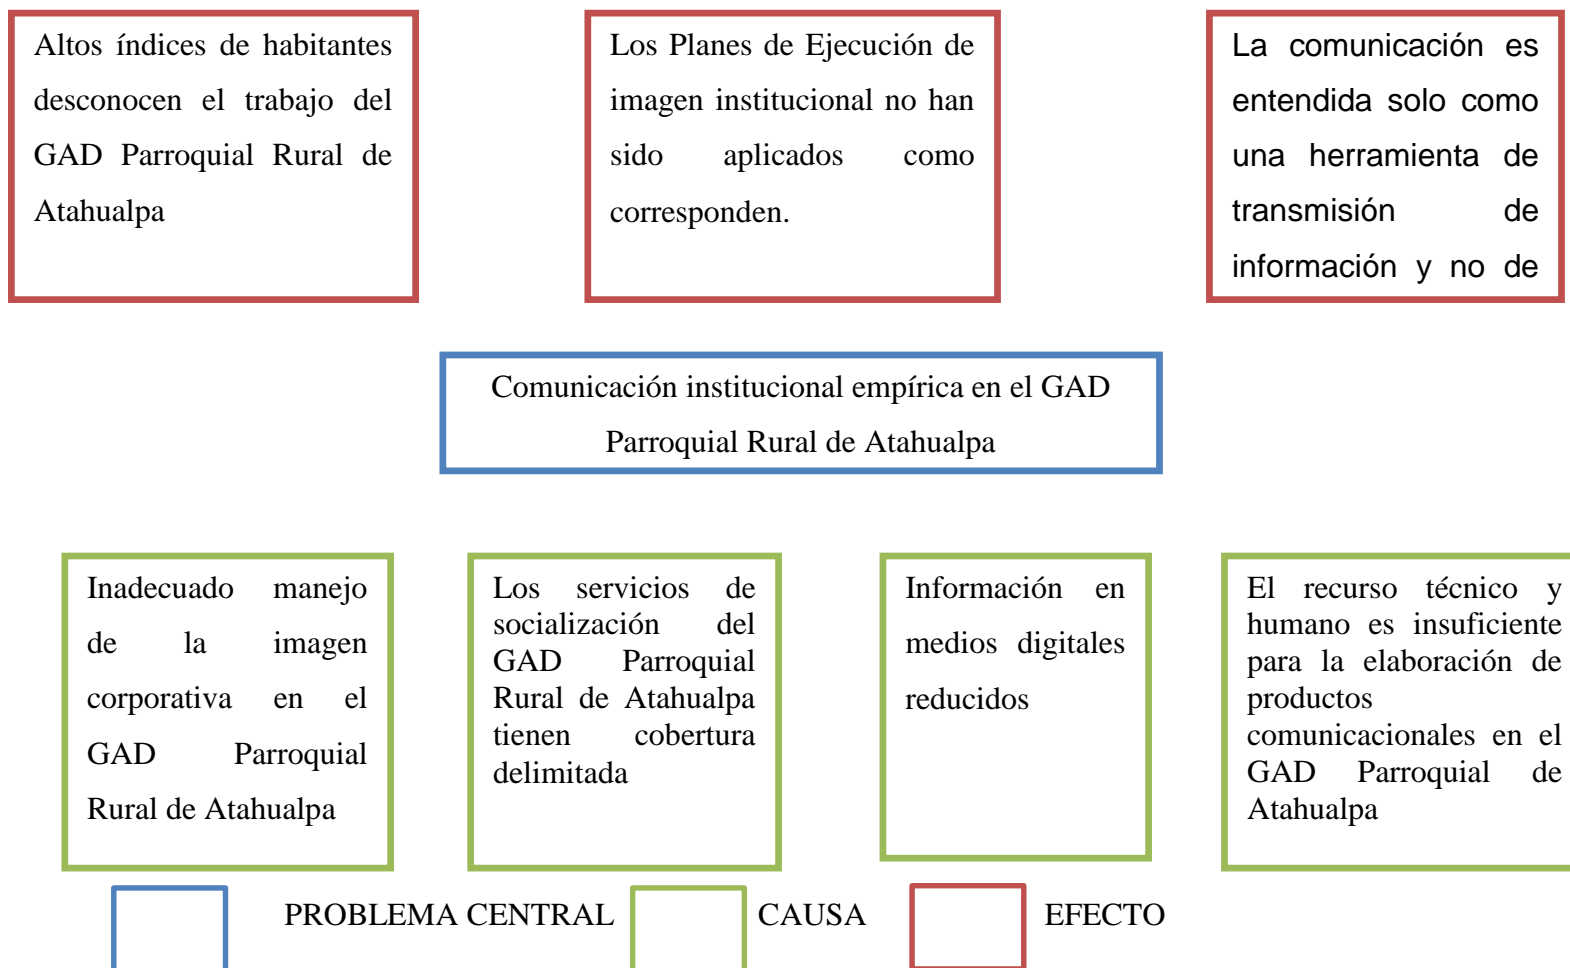 Altos índices de habitantes
desconocen el trabajo del
GAD Parroquial Rural de
Atahualpa
Los Planes de Ejecución de
imagen institucional no han
sido aplicados como
corresponden.
La comunicación es
entendida solo como
una herramienta de
transmisión de
información y no de
Comunicación institucional empírica en el GAD
Parroquial Rural de Atahualpa
Inadecuado manejo
de la imagen
corporativa en el
GAD Parroquial
Rural de Atahualpa
Los servicios de
socialización del
GAD Parroquial
Rural de Atahualpa
tienen cobertura
delimitada
Información en
medios digitales
reducidos
El recurso técnico y
humano es insuficiente
para la elaboración de
productos
comunicacionales en el
GAD Parroquial de
Atahualpa
PROBLEMA CENTRAL
CAUSA
EFECTO